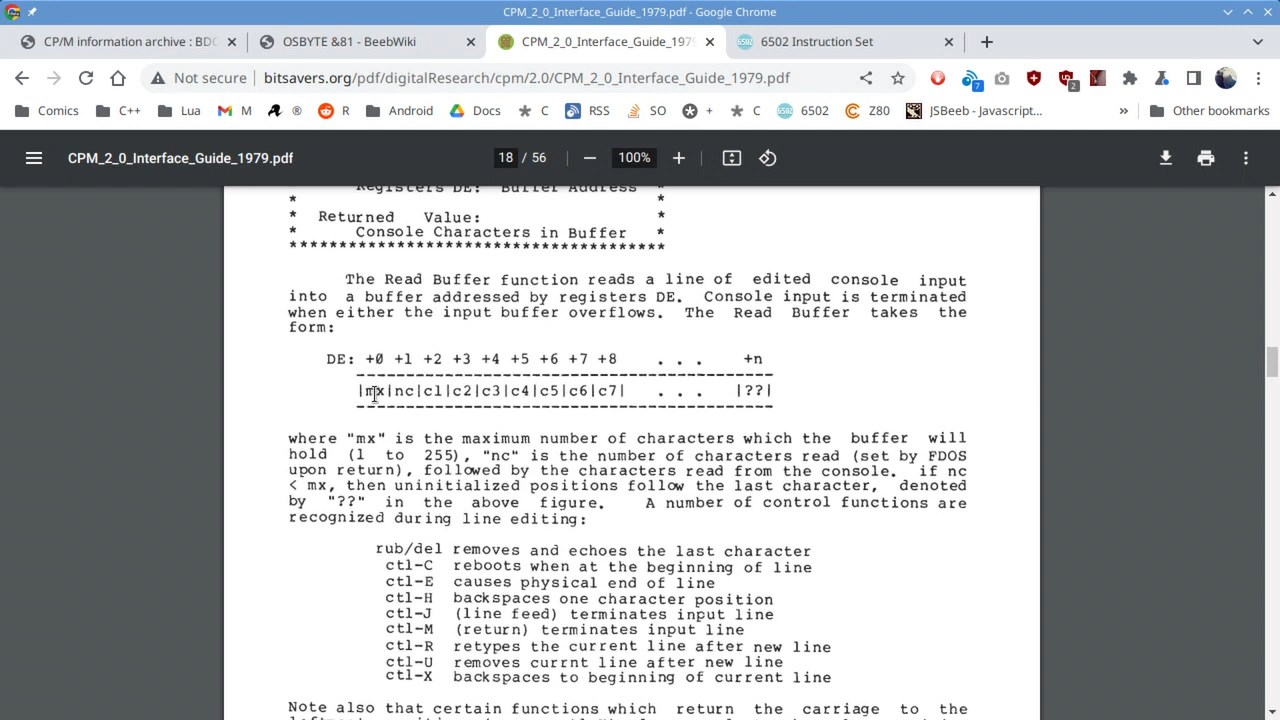 CPM_2_0_Interface_Guide_1979.pdf - Google Chrome
CP/M information archive : BDC
OSBYTE &81 - BeebWiki
CPM_2_0_Interface_Guide_1979
6502 Instruction Set
Not secure
bitsavers.org/pdf/digitalResearch/cpm/2.0/CPM_2_0_Interface_Guide_1979.pdf
7
2
Comics
C++
Lua
M
R
Android
Docs
C
RSS
SO
+
C
6502
Z80
JSBeeb - Javascript...
»
Other bookmarks
CPM_2_0_Interface_Guide_1979.pdf
18 / 56
100%
Registers DE: Buffer Address *
* *
* Returned Value: *
* Console Characters in Buffer *
***************************************
The Read Buffer function reads a line of edited console input
into a buffer addressed by registers DE. Console input is terminated
when either the input buffer overflows. The Read Buffer takes the
form:
DE: +0 +1 +2 +3 +4 +5 +6 +7 +8 . . . +n
|mx|nc|c1|c2|c3|c4|c5|c6|c7| . . . |??|
where "mx" is the maximum number of characters which the buffer will
hold (1 to 255), "nc" is the number of characters read (set by FDOS
upon return), followed by the characters read from the console. if nc
< mx, then uninitialized positions follow the last character, denoted
by "??" in the above figure. A number of control functions are
recognized during line editing:
rub/del removes and echoes the last character
ctl-C reboots when at the beginning of line
ctl-E causes physical end of line
ctl-H backspaces one character position
ctl-J (line feed) terminates input line
ctl-M (return) terminates input line
ctl-R retypes the current line after new line
ctl-U removes currnt line after new line
ctl-X backspaces to beginning of current line
Note also that certain functions which return the carriage to the